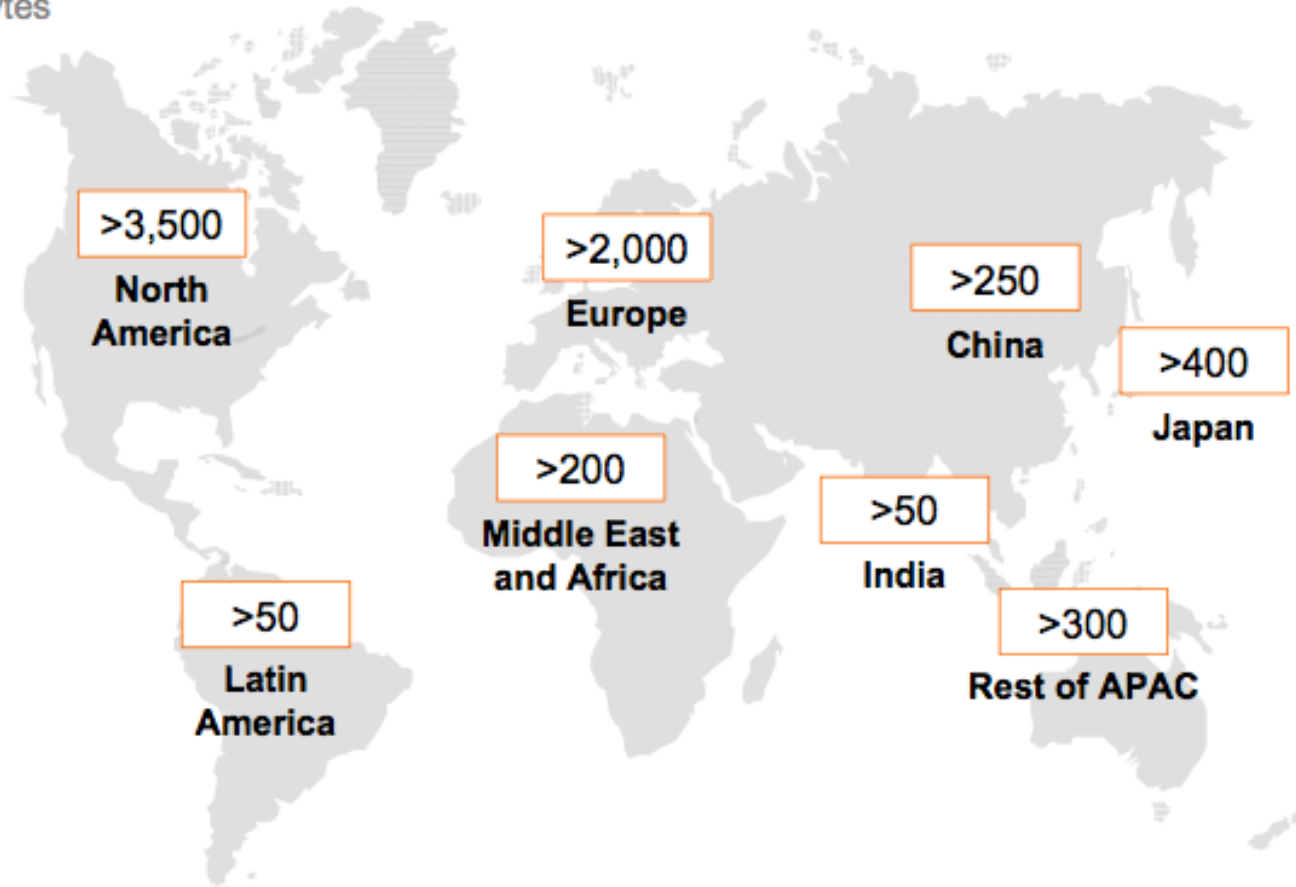 >3,500
North
America
>2,000
Europe
>250
China
>400
Japan
>200
Middle East
and Africa
>50
India
>50
Latin
America
>300
Rest of APAC